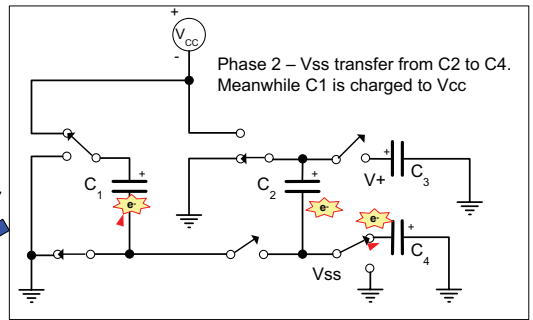 +
VCC
-
Phase 2 – Vss transfer from C2 to C4.
Meanwhile C1 is charged to Vcc
+
C1
e-
+
C2
e-
+
V+
C3
e-
+
C4
Vss